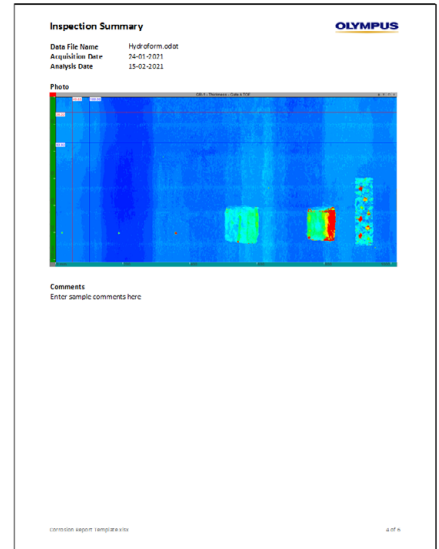 Inspection Summary
OLYMPUS
Data File Name Hydroform.odat
Acquisition Date 24-01-2021
Analysis Date 15-02-2021
Photo
Comments
Enter sample comments here
Corrosion Report Template.xlsx
4 of 6